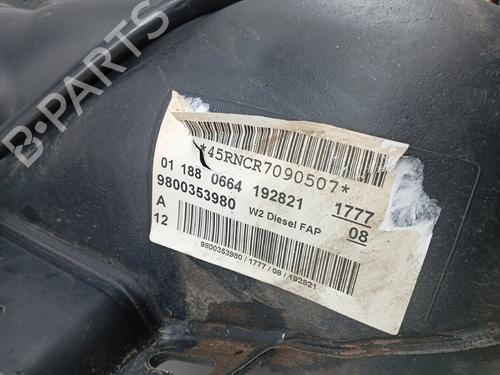 B-PARTS
*45RNCR7090507*
01 188 0664 192821 1777
9800353980 W2 Diesel FAP 08
A
12
9800353980 / 1777 / 08 / 192821